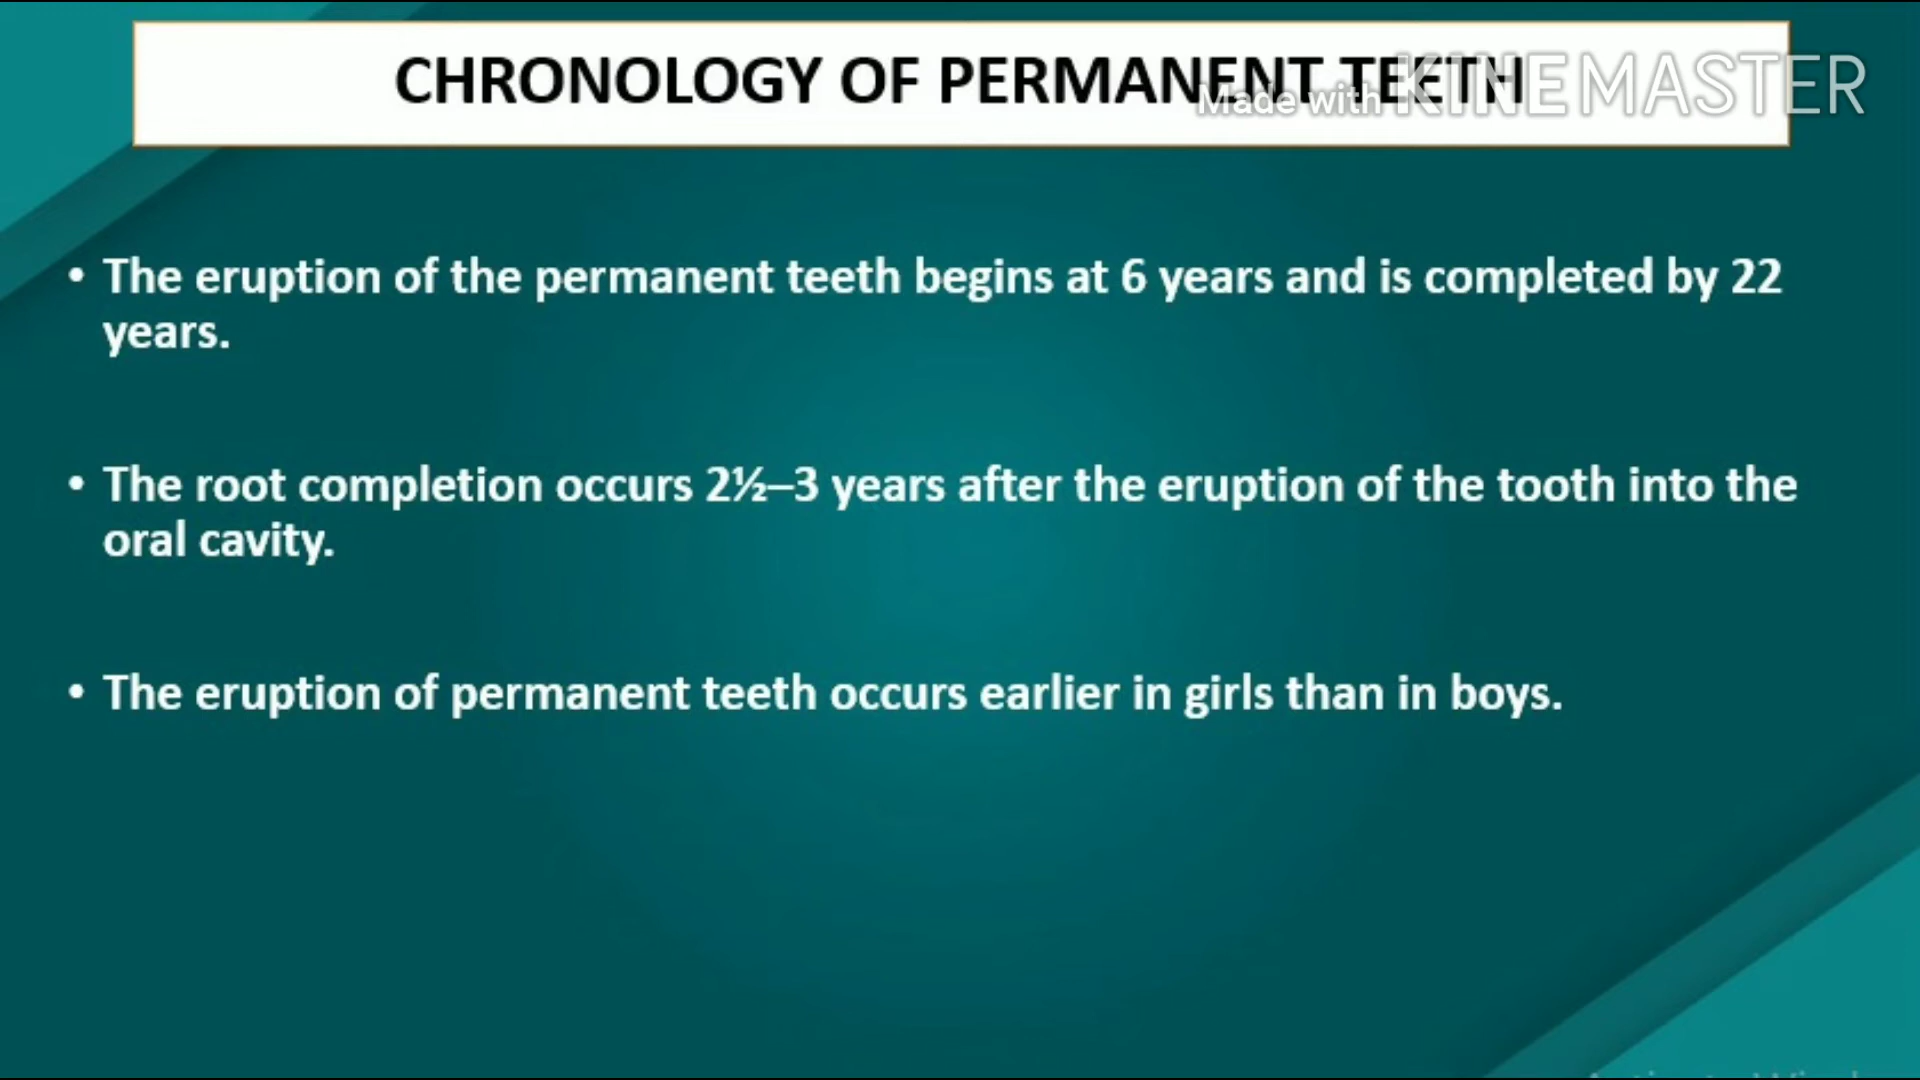 CHRONOLOGY OF PERMANENT TEETH
Made with KINEMASTER
• The eruption of the permanent teeth begins at 6 years and is completed by 22
years.
• The root completion occurs 2½–3 years after the eruption of the tooth into the
oral cavity.
• The eruption of permanent teeth occurs earlier in girls than in boys.